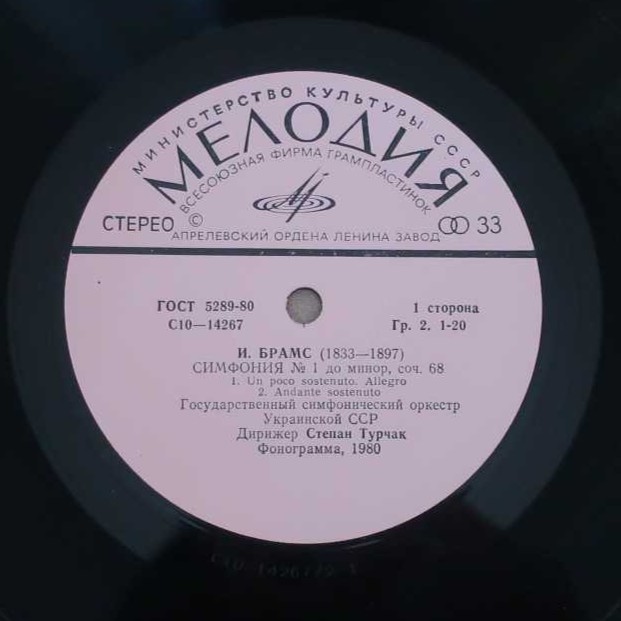 МИНИСТЕРСТВО КУЛЬТУРЫ СССР
МЕЛОДИЯ
ВСЕСОЮЗНАЯ ФИРМА ГРАМПЛАСТИНОК
СТЕРЕО © 33
АПРЕЛЕВСКИЙ ОРДЕНА ЛЕНИНА ЗАВОД
ГОСТ 5289-80 1 сторона
С10—14267 Гр. 2. 1-20
И. БРАМС (1833—1897)
СИМФОНИЯ № 1 до минор, соч. 68
1. Un poco sostenuto. Allegro
2. Andante sostenuto
Государственный симфонический оркестр
Украинской ССР
Дирижер Степан Турчак
Фонограмма, 1980